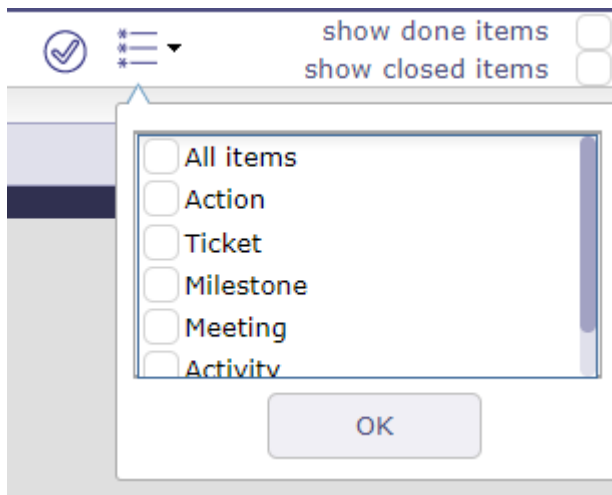 show done items
show closed items
All items
Action
Ticket
Milestone
Meeting
Activity
OK